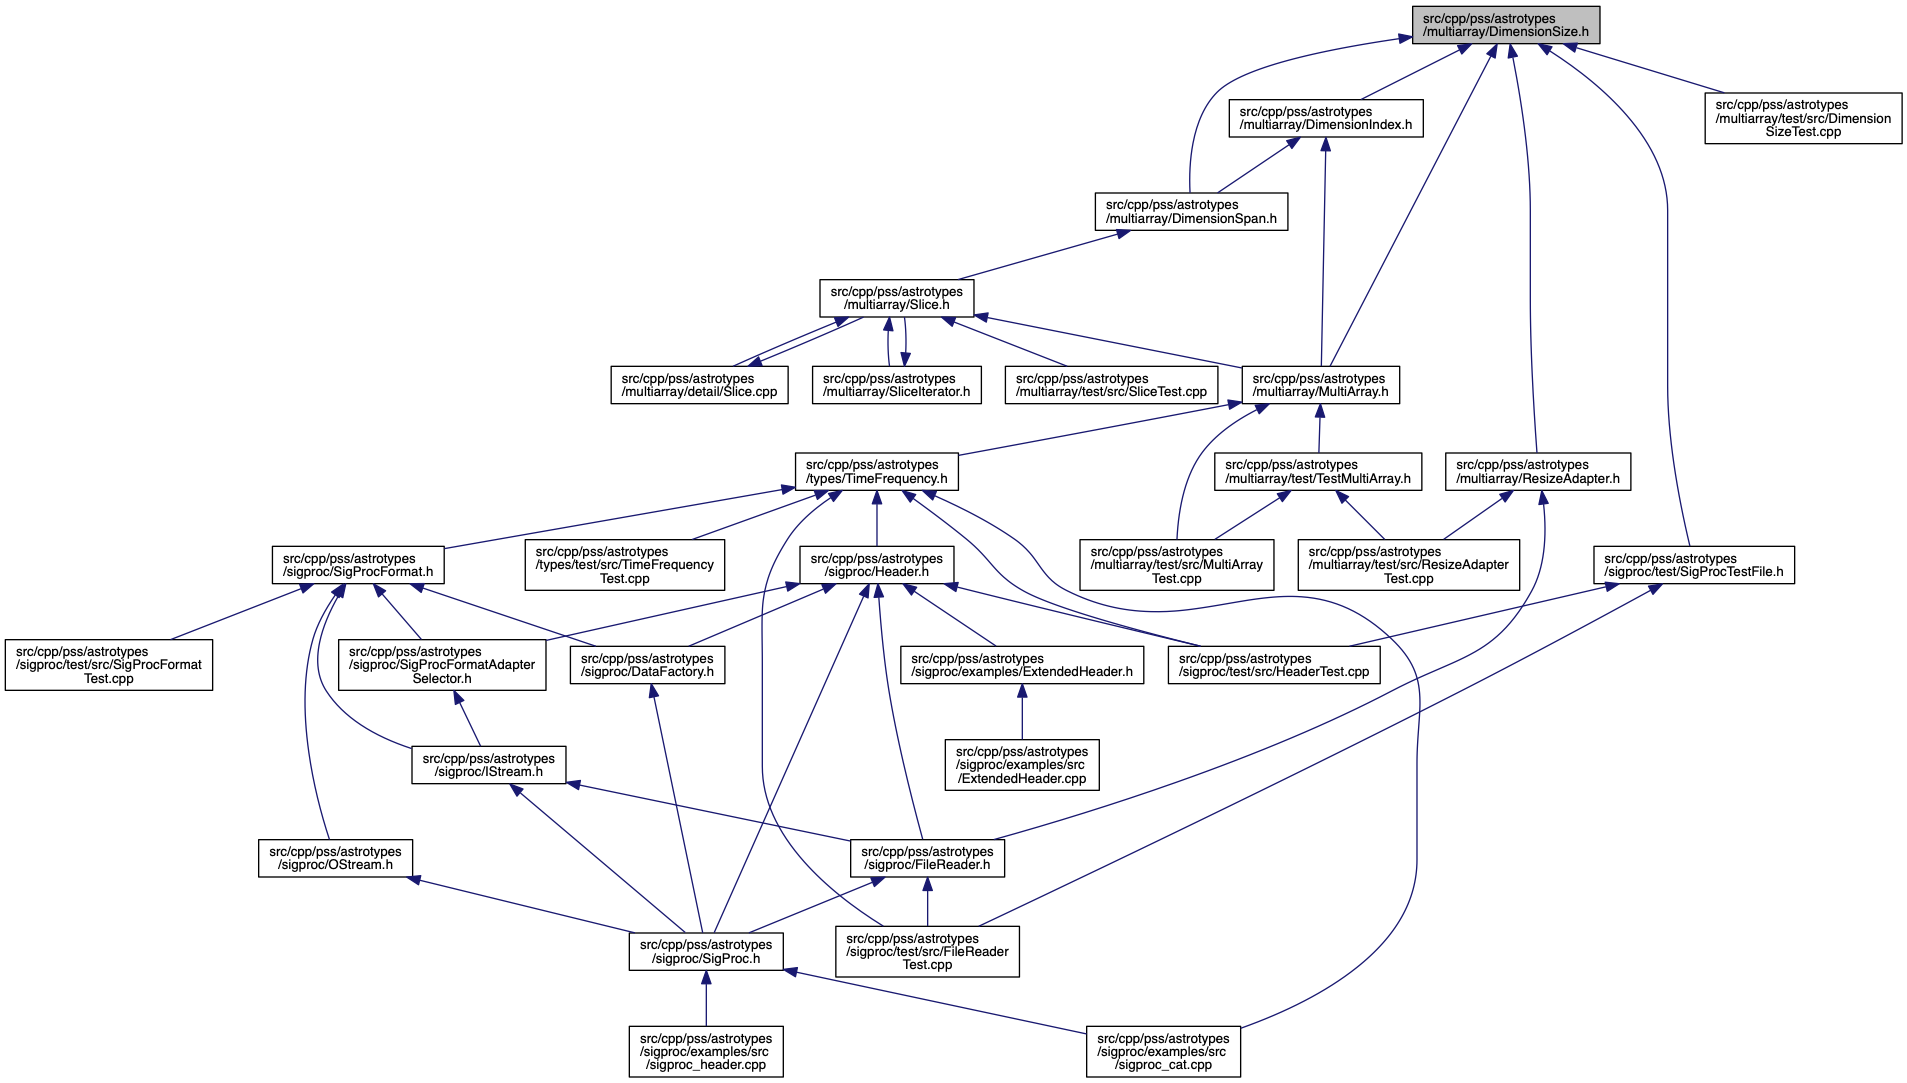 src/cpp/pss/astrotypes
/multiarray/DimensionSize.h
src/cpp/pss/astrotypes
/multiarray/DimensionIndex.h
src/cpp/pss/astrotypes
/multiarray/test/src/Dimension
SizeTest.cpp
src/cpp/pss/astrotypes
/multiarray/DimensionSpan.h
src/cpp/pss/astrotypes
/multiarray/Slice.h
src/cpp/pss/astrotypes
/multiarray/detail/Slice.cpp
src/cpp/pss/astrotypes
/multiarray/SliceIterator.h
src/cpp/pss/astrotypes
/multiarray/test/src/SliceTest.cpp
src/cpp/pss/astrotypes
/multiarray/MultiArray.h
src/cpp/pss/astrotypes
/types/TimeFrequency.h
src/cpp/pss/astrotypes
/multiarray/test/TestMultiArray.h
src/cpp/pss/astrotypes
/multiarray/ResizeAdapter.h
src/cpp/pss/astrotypes
/sigproc/SigProcFormat.h
src/cpp/pss/astrotypes
/types/test/src/TimeFrequency
Test.cpp
src/cpp/pss/astrotypes
/sigproc/Header.h
src/cpp/pss/astrotypes
/multiarray/test/src/MultiArray
Test.cpp
src/cpp/pss/astrotypes
/multiarray/test/src/ResizeAdapter
Test.cpp
src/cpp/pss/astrotypes
/sigproc/test/SigProcTestFile.h
src/cpp/pss/astrotypes
/sigproc/test/src/SigProcFormat
Test.cpp
src/cpp/pss/astrotypes
/sigproc/SigProcFormatAdapter
Selector.h
src/cpp/pss/astrotypes
/sigproc/DataFactory.h
src/cpp/pss/astrotypes
/sigproc/examples/ExtendedHeader.h
src/cpp/pss/astrotypes
/sigproc/test/src/HeaderTest.cpp
src/cpp/pss/astrotypes
/sigproc/IStream.h
src/cpp/pss/astrotypes
/sigproc/examples/src
/ExtendedHeader.cpp
src/cpp/pss/astrotypes
/sigproc/OStream.h
src/cpp/pss/astrotypes
/sigproc/FileReader.h
src/cpp/pss/astrotypes
/sigproc/SigProc.h
src/cpp/pss/astrotypes
/sigproc/test/src/FileReader
Test.cpp
src/cpp/pss/astrotypes
/sigproc/examples/src
/sigproc_header.cpp
src/cpp/pss/astrotypes
/sigproc/examples/src
/sigproc_cat.cpp